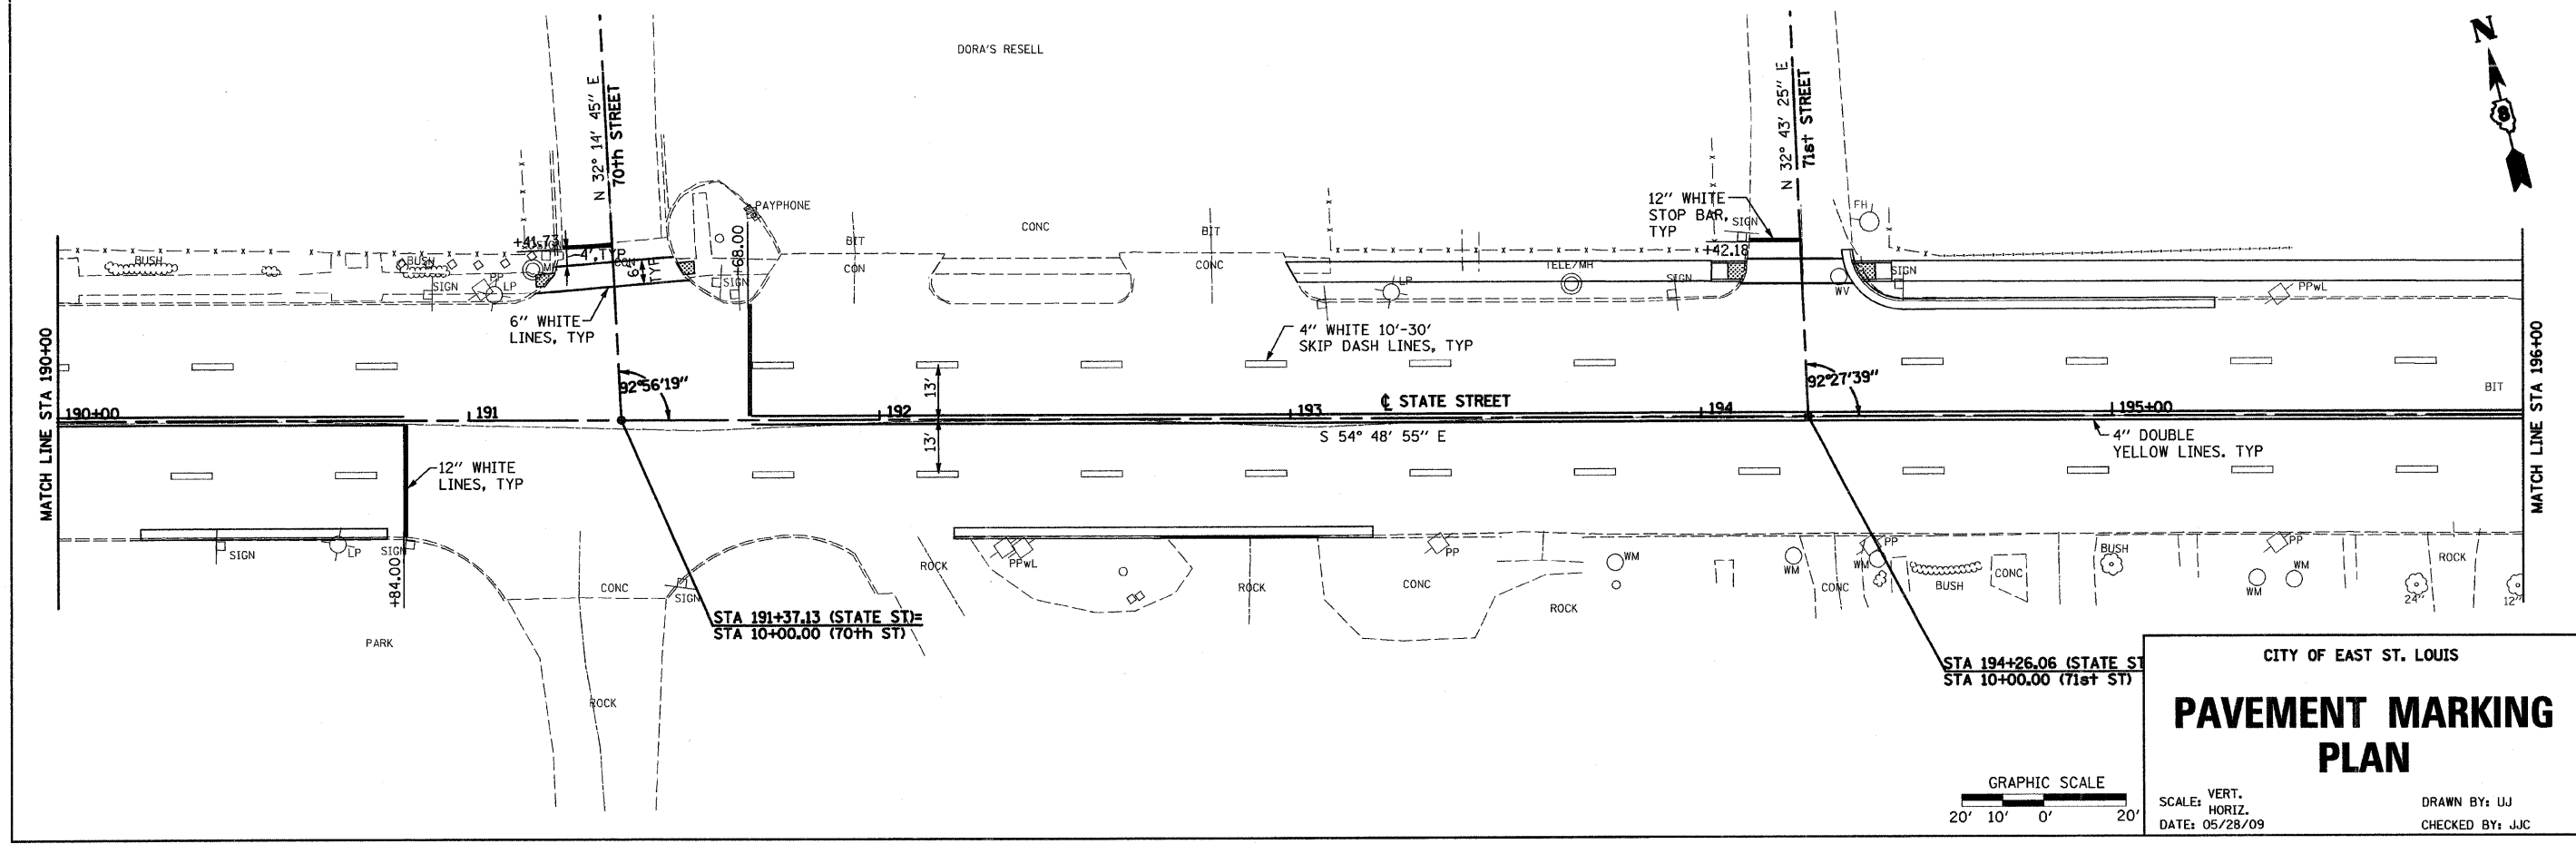 DORA'S RESELL
N
N 32° 14' 45" E
70th STREET
N 32° 43' 25" E
71st STREET
12" WHITE
STOP BAR,
TYP
SIGN
FH
PAYPHONE
CONC
BIT
CON
BIT
CONC
+41.73
4', TYP
CON
6'
TYP
+68.00
SIGN
+42.18
BUSH
BUSH
PP
SIGN
LP
LP
TELE/MH
SIGN
WV
SIGN
PPwL
6" WHITE
LINES, TYP
4" WHITE 10'-30'
SKIP DASH LINES, TYP
MATCH LINE STA 190+00
MATCH LINE STA 196+00
92°56'19"
13'
92°27'39"
BIT
190+00
191
192
193
℄ STATE STREET
194
195+00
S 54° 48' 55" E
13'
4" DOUBLE
YELLOW LINES. TYP
12" WHITE
LINES, TYP
SIGN
LP
SIGN
+84.00
CONC
SIGN
ROCK
PPwL
ROCK
CONC
PP
ROCK
WM
WM
CONC
PP
WM
BUSH
CONC
BUSH
PP
WM
WM
ROCK
24"
12"
PARK
ROCK
STA 191+37.13 (STATE ST)=
STA 10+00.00 (70th ST)
STA 194+26.06 (STATE ST
STA 10+00.00 (71st ST)
CITY OF EAST ST. LOUIS
PAVEMENT MARKING
PLAN
GRAPHIC SCALE
20' 10' 0' 20'
SCALE: VERT.
HORIZ.
DATE: 05/28/09
DRAWN BY: UJ
CHECKED BY: JJC